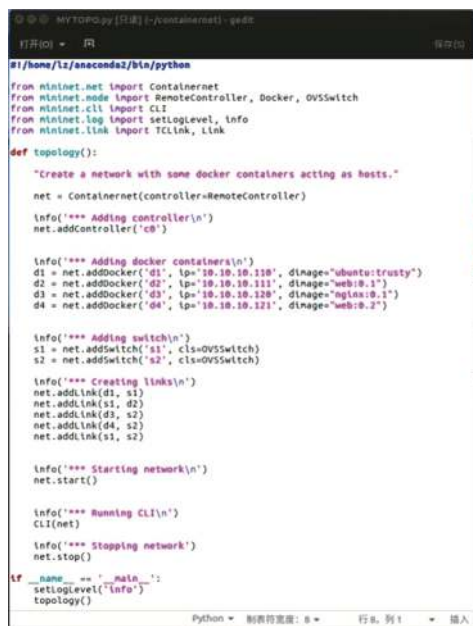 MYTOPO.py [只读] (~/containernet) - gedit
打开(O)
保存(S)
#!/home/lz/anaconda2/bin/python
from mininet.net import Containernet
from mininet.node import RemoteController, Docker, OVSSwitch
from mininet.cli import CLI
from mininet.log import setLogLevel, info
from mininet.link import TCLink, Link
def topology():
"Create a network with some docker containers acting as hosts."
net = Containernet(controller=RemoteController)
info('*** Adding controller\n')
net.addController('c0')
info('*** Adding docker containers\n')
d1 = net.addDocker('d1', ip='10.10.10.110', dimage="ubuntu:trusty")
d2 = net.addDocker('d2', ip='10.10.10.111', dimage="web:0.1")
d3 = net.addDocker('d3', ip='10.10.10.120', dimage="nginx:0.1")
d4 = net.addDocker('d4', ip='10.10.10.121', dimage="web:0.2")
info('*** Adding switch\n')
s1 = net.addSwitch('s1', cls=OVSSwitch)
s2 = net.addSwitch('s2', cls=OVSSwitch)
info('*** Creating links\n')
net.addLink(d1, s1)
net.addLink(s1, d2)
net.addLink(d3, s2)
net.addLink(d4, s2)
net.addLink(s1, s2)
info('*** Starting network\n')
net.start()
info('*** Running CLI\n')
CLI(net)
info('*** Stopping network')
net.stop()
if __name__ == '__main__':
setLogLevel('info')
topology()
Python 制表符宽度: 8 行 8, 列 1 插入